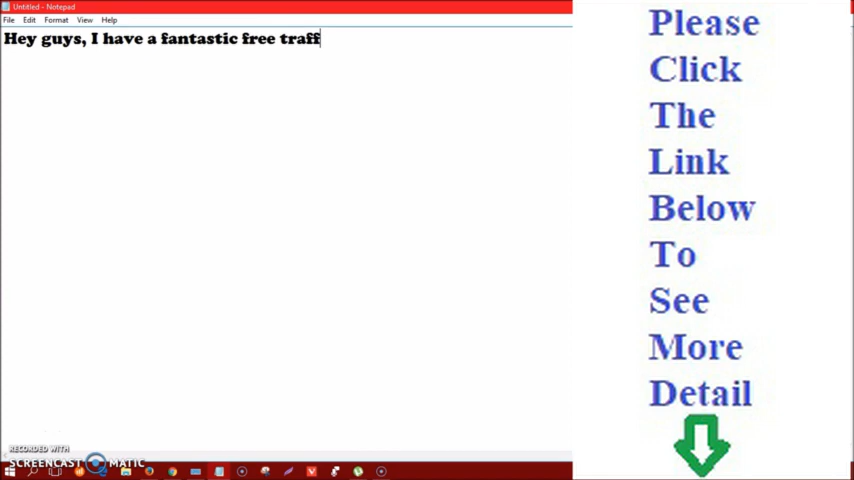 Untitled - Notepad
File Edit Format View Help
Hey guys, I have a fantastic free traff
Please
Click
The
Link
Below
To
See
More
Detail
RECORDED WITH
SCREENCAST MATIC